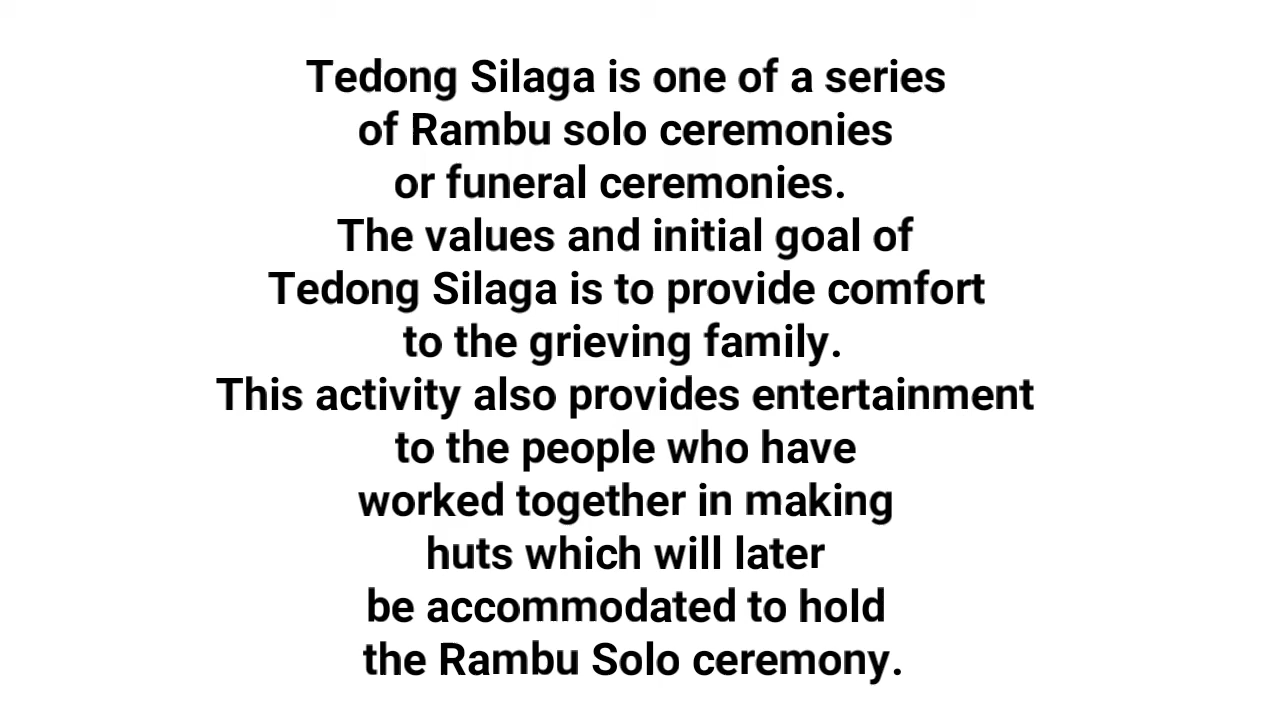 Tedong Silaga is one of a series
of Rambu solo ceremonies
or funeral ceremonies.
The values and initial goal of
Tedong Silaga is to provide comfort
to the grieving family.
This activity also provides entertainment
to the people who have
worked together in making
huts which will later
be accommodated to hold
the Rambu Solo ceremony.